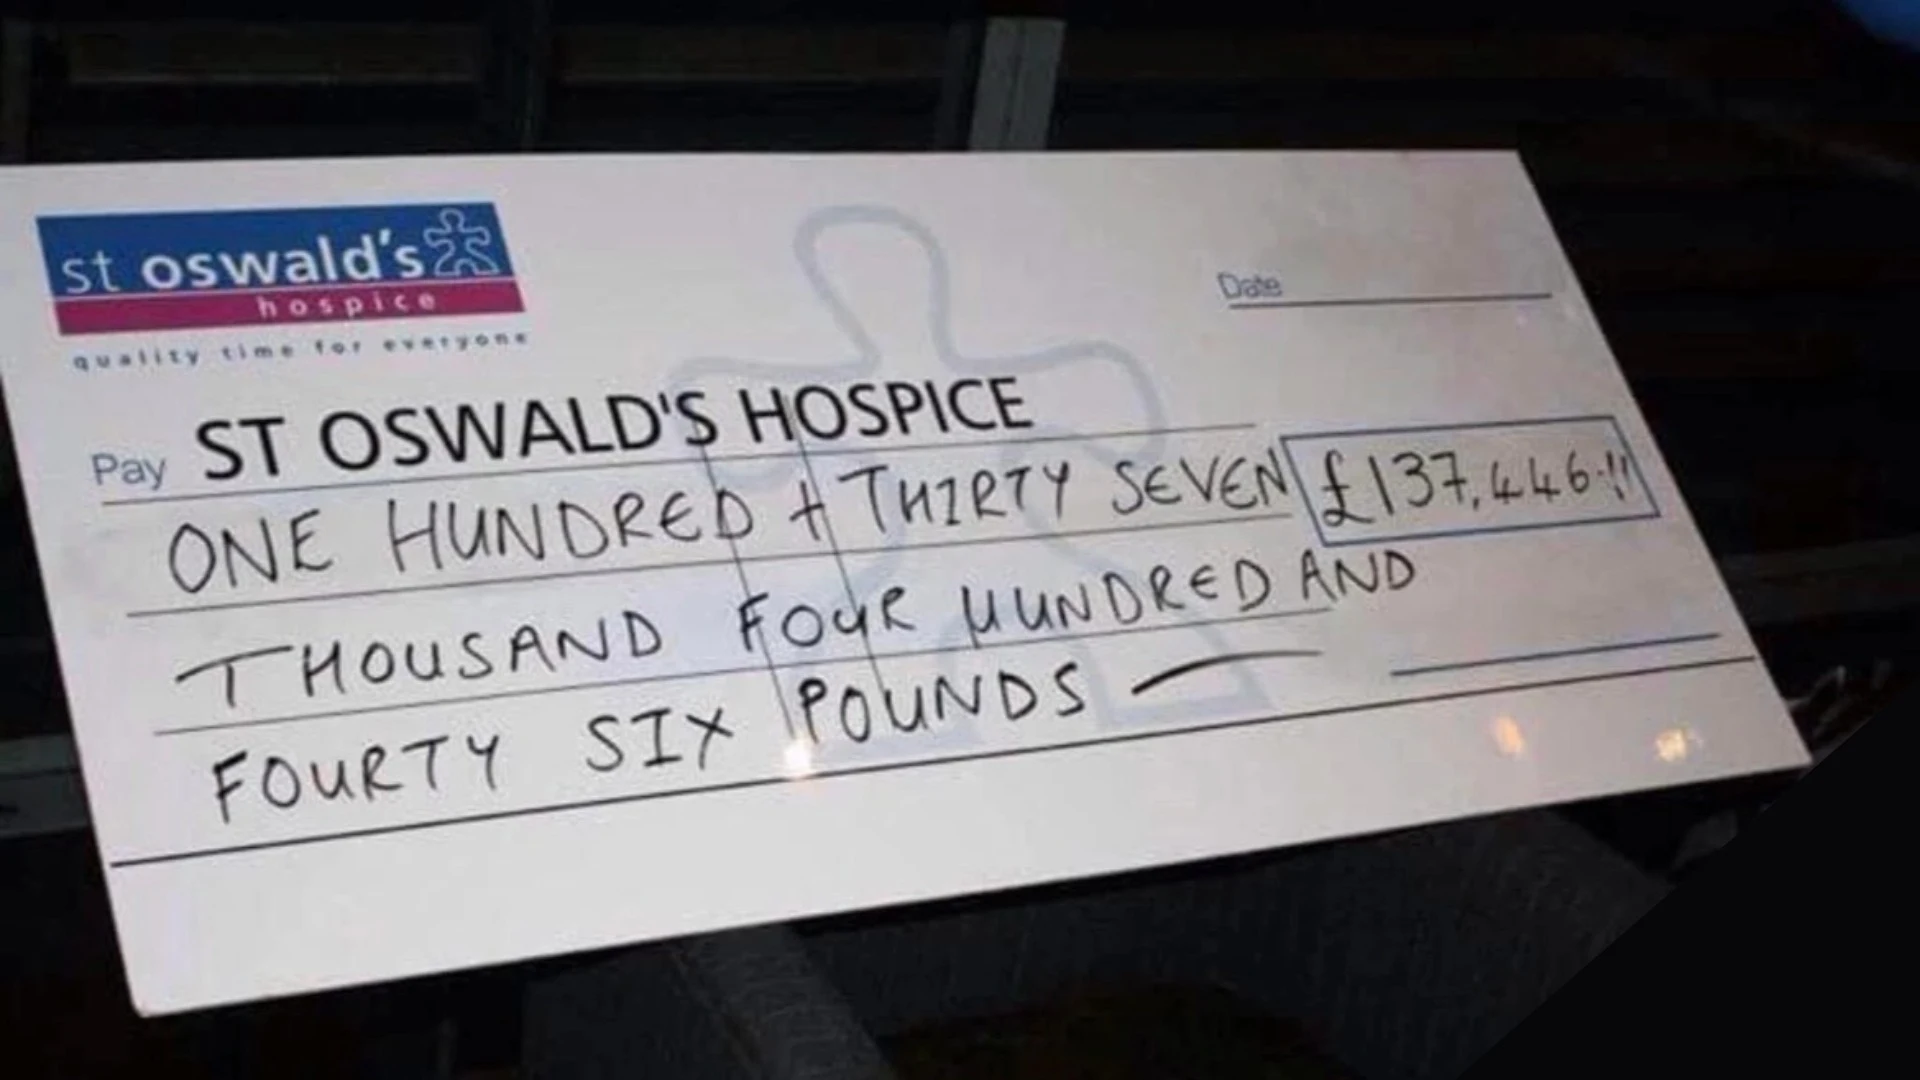 st oswald's
hospice
quality time for everyone
Date
Pay ST OSWALD'S HOSPICE
ONE HUNDRED + THIRTY SEVEN £137,446.!!
THOUSAND FOUR HUNDRED AND
FOURTY SIX POUNDS —